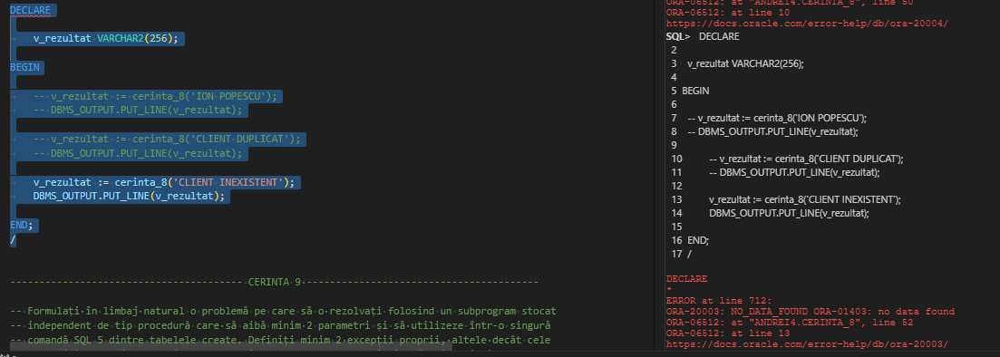 DECLARE
v_rezultat VARCHAR2(256);
BEGIN
-- v_rezultat := cerinta_8('ION POPESCU');
-- DBMS_OUTPUT.PUT_LINE(v_rezultat);
-- v_rezultat := cerinta_8('CLIENT DUPLICAT');
-- DBMS_OUTPUT.PUT_LINE(v_rezultat);
v_rezultat := cerinta_8('CLIENT INEXISTENT');
DBMS_OUTPUT.PUT_LINE(v_rezultat);
END;
/
---------------------------------------- CERINTA 9 ----------------------------------------
-- Formulați în limbaj natural o problemă pe care să o rezolvați folosind un subprogram stocat
-- independent de tip procedură care să aibă minim 2 parametri și să utilizeze într-o singură
-- comandă SQL 5 dintre tabelele create. Definiți minim 2 excepții proprii, altele decât cele
ORA-06512: at "ANDREI4.CERINTA_8", line 50
ORA-06512: at line 10
https://docs.oracle.com/error-help/db/ora-20004/
SQL> DECLARE
2
3 v_rezultat VARCHAR2(256);
4
5 BEGIN
6
7 -- v_rezultat := cerinta_8('ION POPESCU');
8 -- DBMS_OUTPUT.PUT_LINE(v_rezultat);
9
10 -- v_rezultat := cerinta_8('CLIENT DUPLICAT');
11 -- DBMS_OUTPUT.PUT_LINE(v_rezultat);
12
13 v_rezultat := cerinta_8('CLIENT INEXISTENT');
14 DBMS_OUTPUT.PUT_LINE(v_rezultat);
15
16 END;
17 /
DECLARE
*
ERROR at line 712:
ORA-20003: NO_DATA_FOUND ORA-01403: no data found
ORA-06512: at "ANDREI4.CERINTA_8", line 52
ORA-06512: at line 13
https://docs.oracle.com/error-help/db/ora-20003/